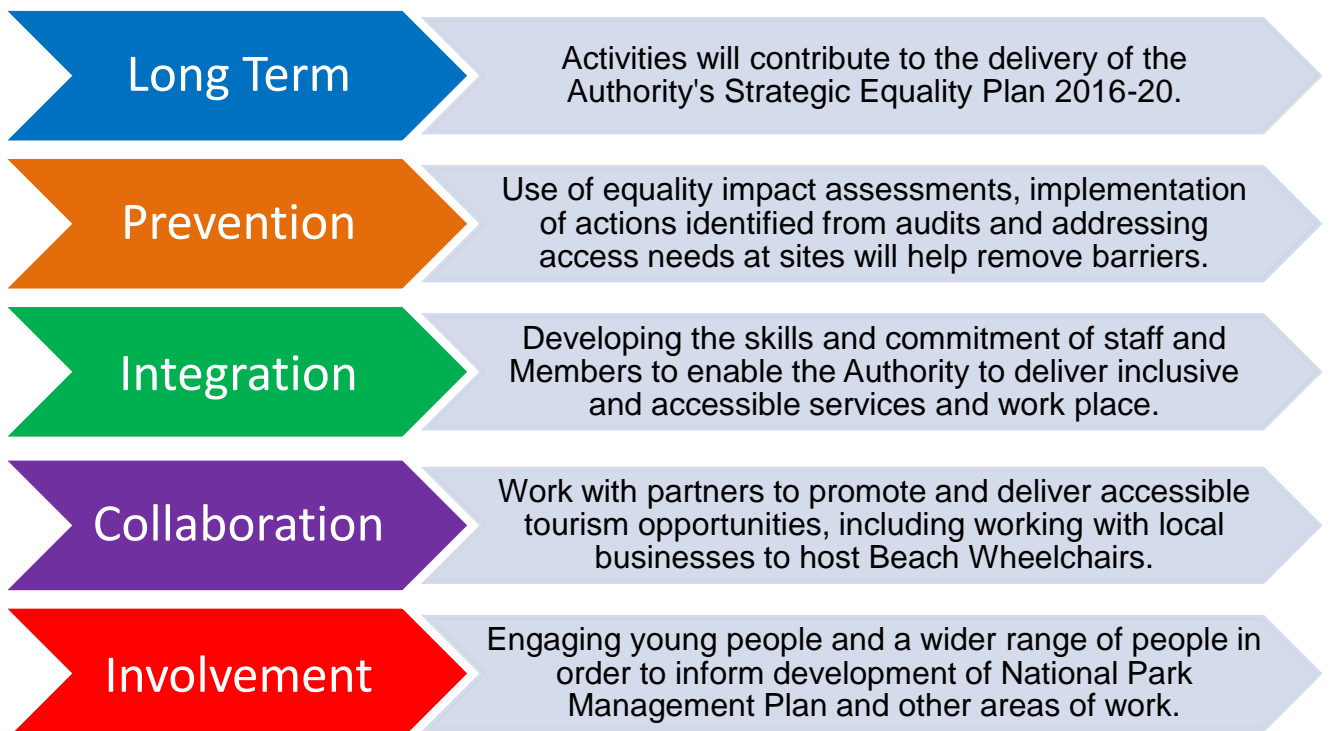 Long Term
Activities will contribute to the delivery of the
Authority's Strategic Equality Plan 2016-20.
Prevention
Use of equality impact assessments, implementation
of actions identified from audits and addressing
access needs at sites will help remove barriers.
Integration
Developing the skills and commitment of staff and
Members to enable the Authority to deliver inclusive
and accessible services and work place.
Collaboration
Work with partners to promote and deliver accessible
tourism opportunities, including working with local
businesses to host Beach Wheelchairs.
Involvement
Engaging young people and a wider range of people in
order to inform development of National Park
Management Plan and other areas of work.